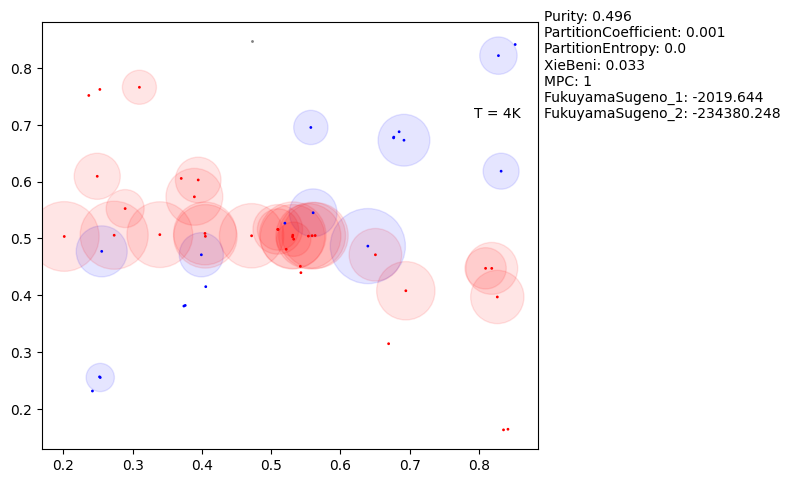 Purity: 0.496
PartitionCoefficient: 0.001
PartitionEntropy: 0.0
XieBeni: 0.033
MPC: 1
FukuyamaSugeno_1: -2019.644
FukuyamaSugeno_2: -234380.248
T = 4K
0.8
0.7
0.6
0.5
0.4
0.3
0.2
0.2 0.3 0.4 0.5 0.6 0.7 0.8